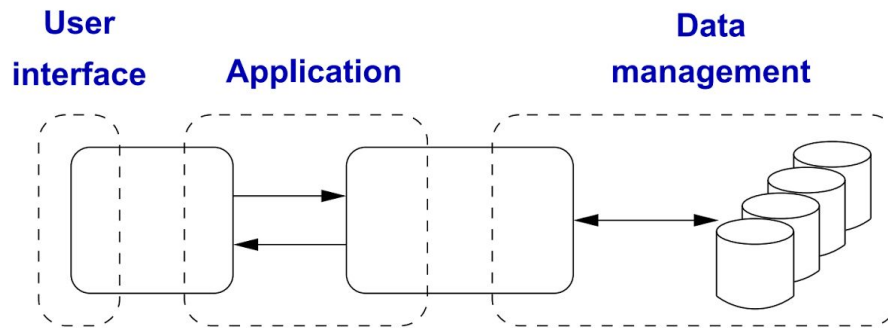 User
interface
Application
Data
management